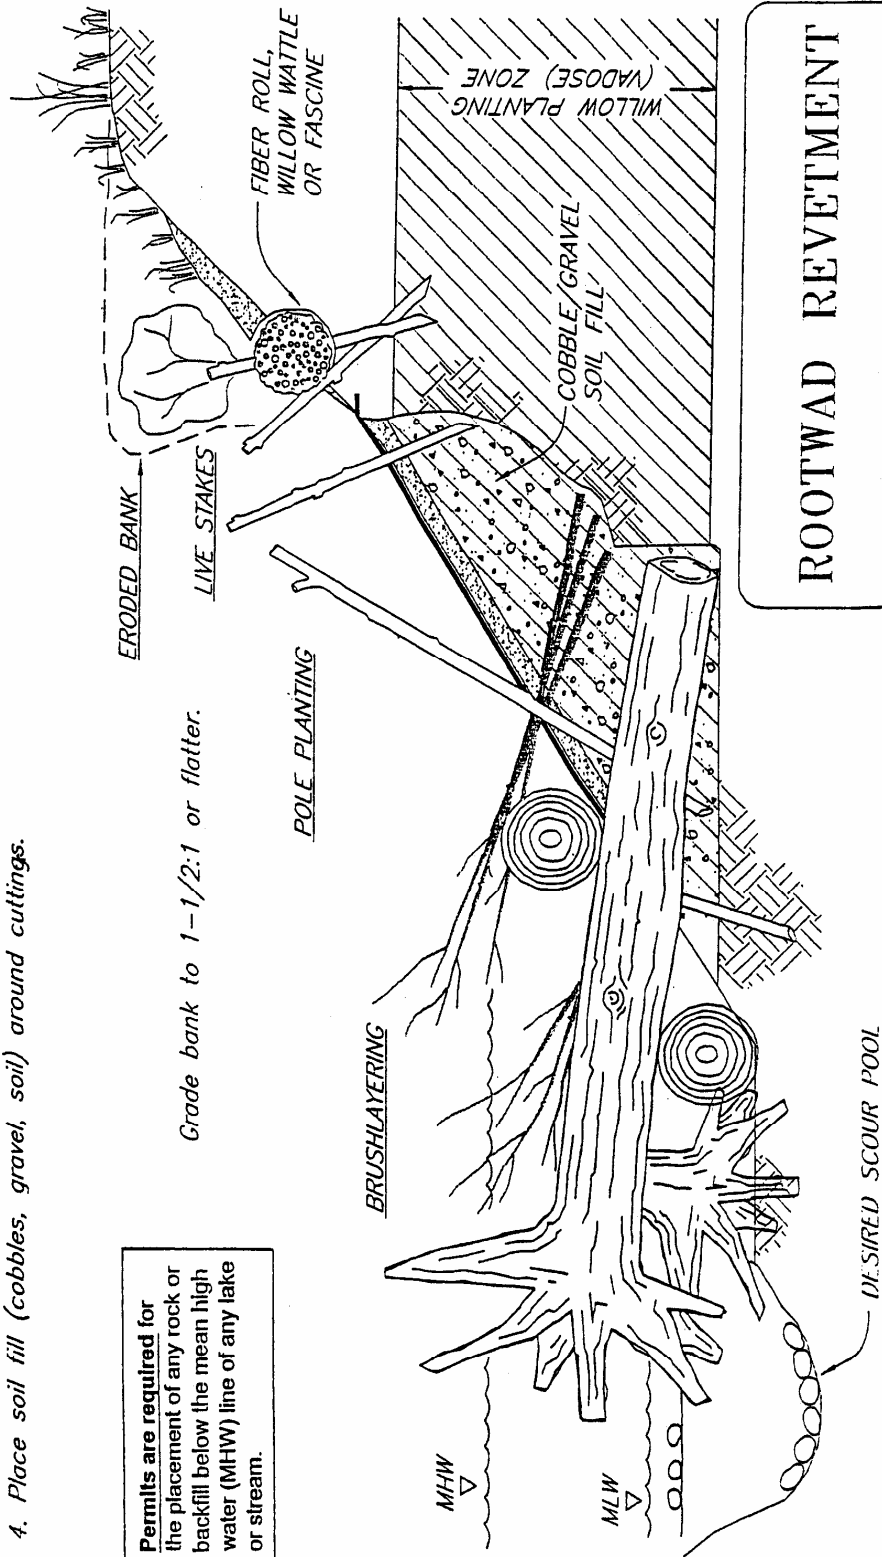 4. Place soil fill (cobbles, gravel, soil) around cuttings.
Permits are required for
the placement of any rock or
backfill below the mean high
water (MHW) line of any lake
or stream.
Grade bank to 1-1/2:1 or flatter.
ERODED BANK
LIVE STAKES
POLE PLANTING
BRUSHLAYERING
FIBER ROLL,
WILLOW WATTLE
OR FASCINE
COBBLE/GRAVEL
SOIL FILL
WILLOW PLANTING
(VADOSE) ZONE
MHW
MLW
DESIRED SCOUR POOL
ROOTWAD REVETMENT